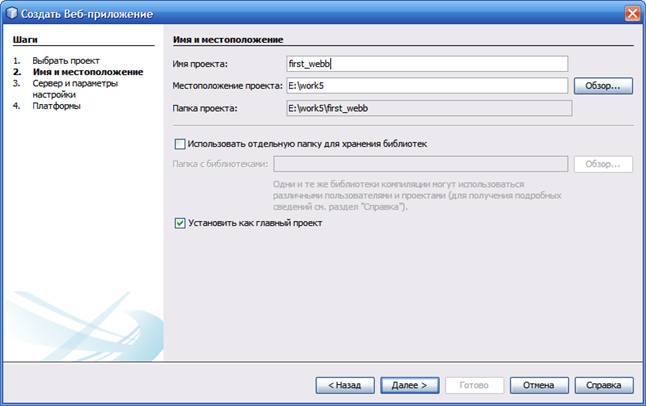 Создать Веб-приложение
Шаги
1. Выбрать проект
2. Имя и местоположение
3. Сервер и параметры
настройки
4. Платформы
Имя и местоположение
Имя проекта: first_webb
Местоположение проекта: E:\work5 Обзор...
Папка проекта: E:\work5\first_webb
Использовать отдельную папку для хранения библиотек
Папка с библиотеками: Обзор...
Одни и те же библиотеки компиляции могут использоваться
различными пользователями и проектами (для получения подробных
сведений см. раздел "Справка").
Установить как главный проект
< Назад Далее > Готово Отмена Справка